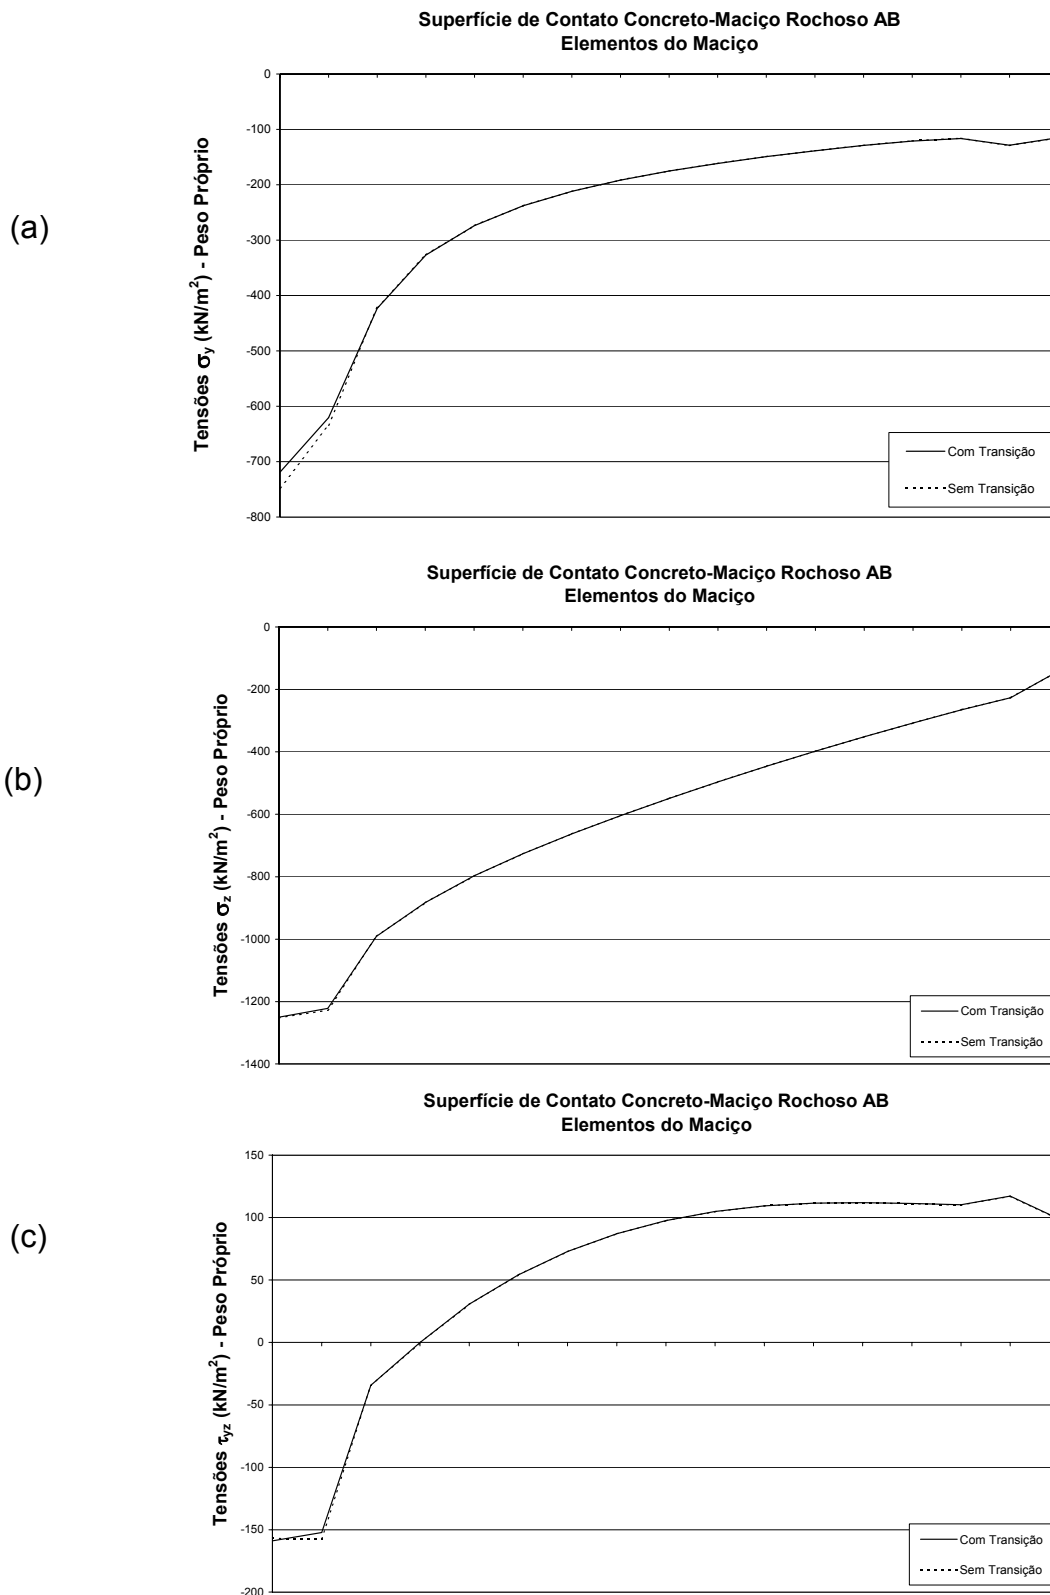 Superfície de Contato Concreto-Maciço Rochoso AB
Elementos do Maciço
(a)
Tensões σy (kN/m²) - Peso Próprio
0
-100
-200
-300
-400
-500
-600
-700
-800
Com Transição
Sem Transição
Superfície de Contato Concreto-Maciço Rochoso AB
Elementos do Maciço
(b)
Tensões σz (kN/m²) - Peso Próprio
0
-200
-400
-600
-800
-1000
-1200
-1400
Com Transição
Sem Transição
Superfície de Contato Concreto-Maciço Rochoso AB
Elementos do Maciço
(c)
Tensões τyz (kN/m²) - Peso Próprio
150
100
50
0
-50
-100
-150
-200
Com Transição
Sem Transição